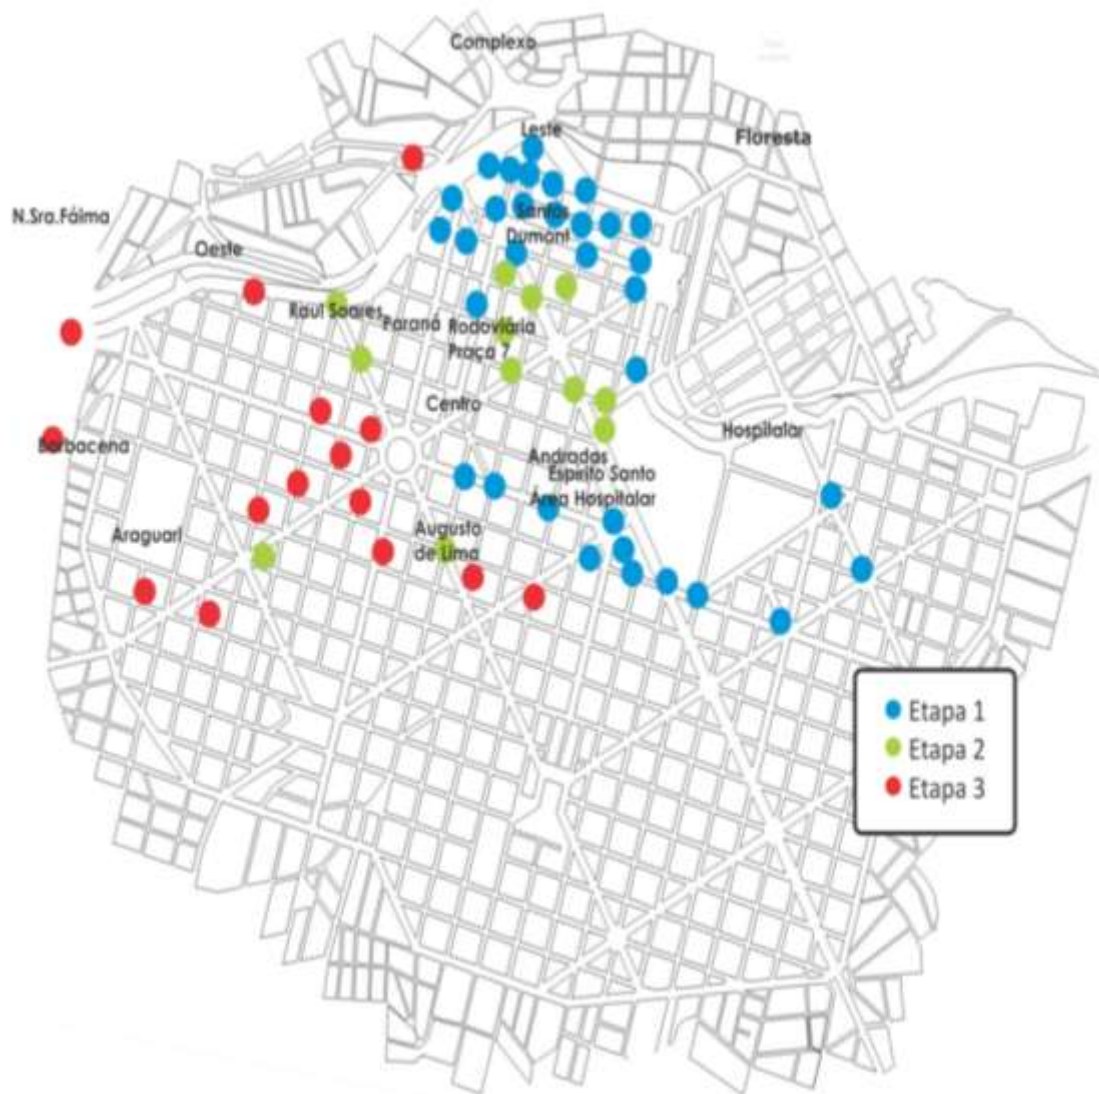 Complexo
Leste
Floresta
N.Sra.Fáima
Santos
Dumont
Oeste
Raul Soares
Paraná
Rodoviária
Praça 7
Centro
Hospitalar
Barbacena
Andradas
Espirito Santo
Área Hospitalar
Araguari
Augusto
de Lima
Etapa 1
Etapa 2
Etapa 3